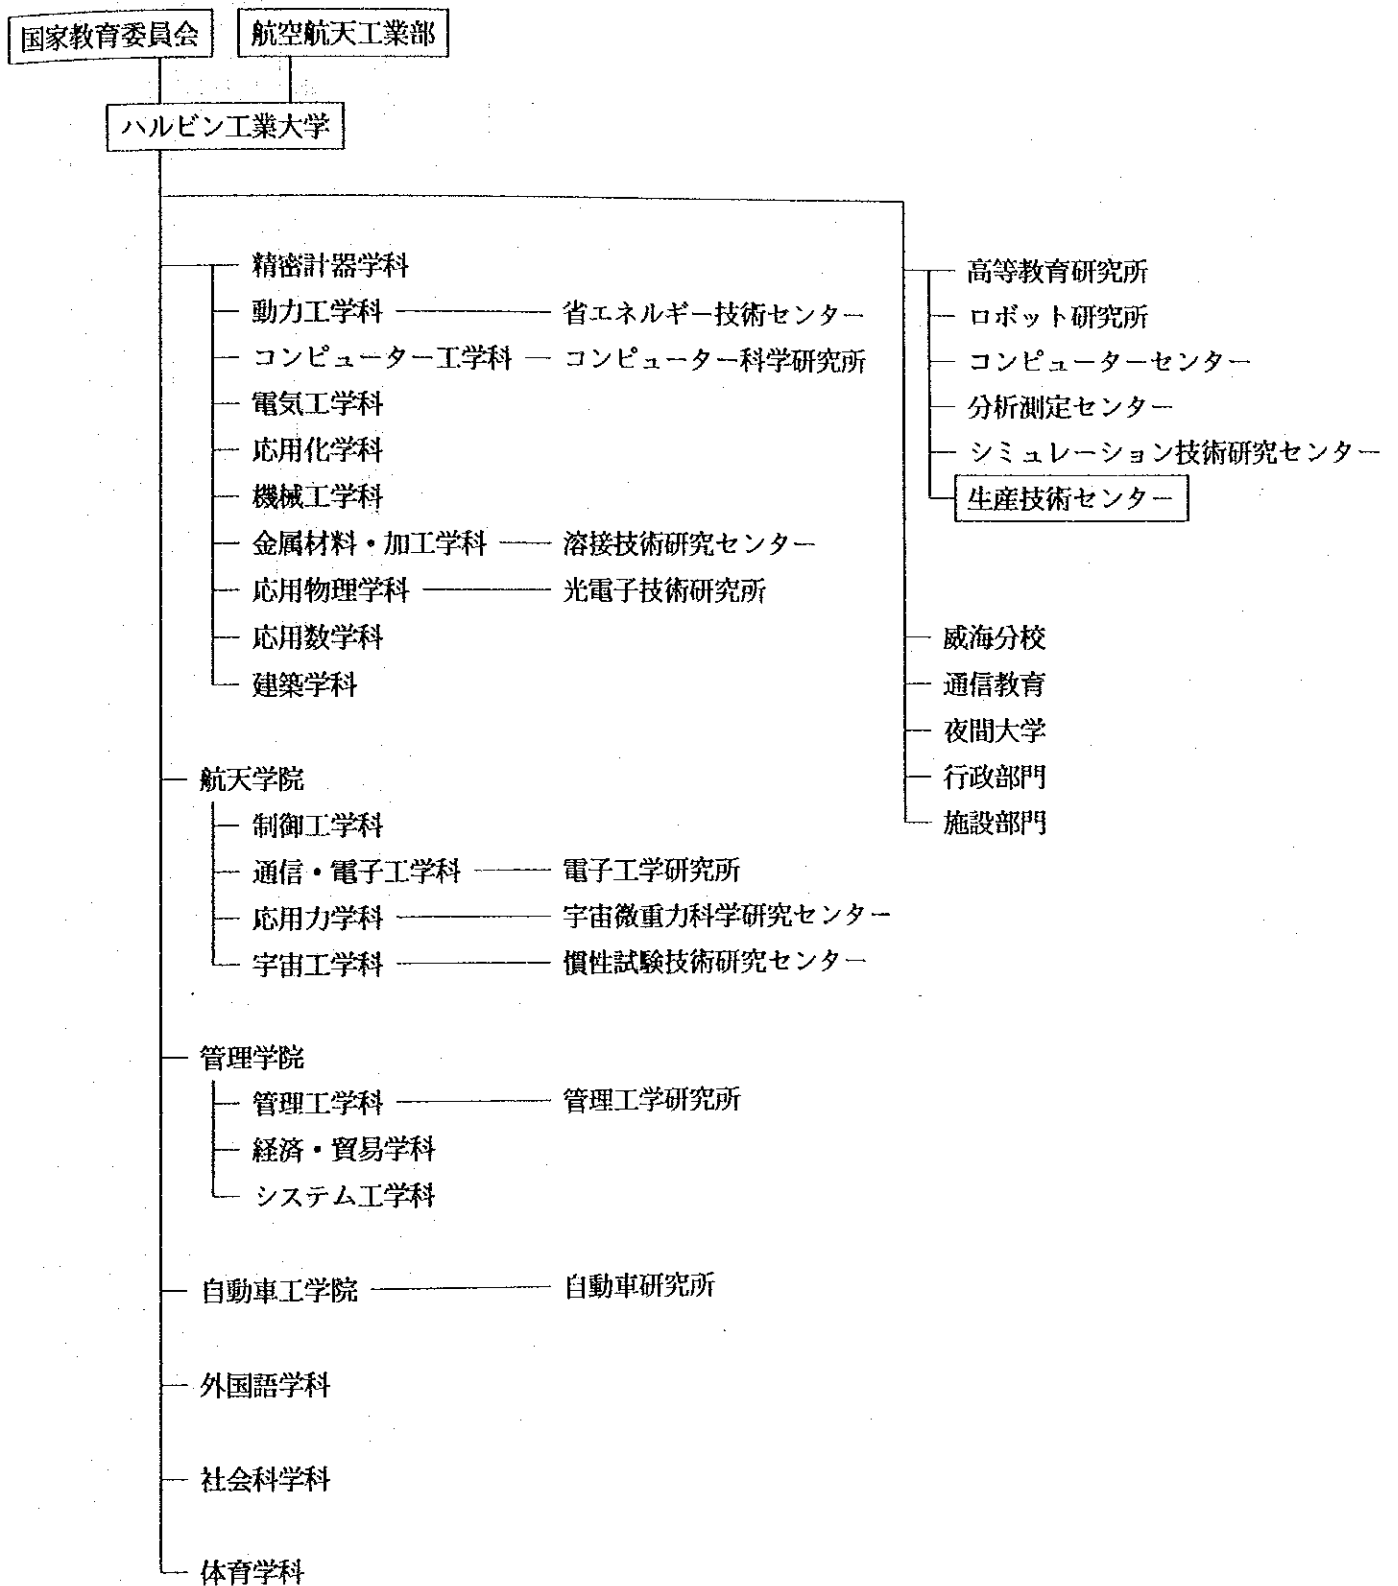 国家教育委員会
航空航天工業部
ハルビン工業大学
精密計器学科
動力工学科
省エネルギー技術センター
コンピューター工学科
コンピューター科学研究所
電気工学科
応用化学科
機械工学科
金属材料・加工学科
溶接技術研究センター
応用物理学科
光電子技術研究所
応用数学科
建築学科
航天学院
制御工学科
通信・電子工学科
電子工学研究所
応用力学科
宇宙微重力科学研究センター
宇宙工学科
慣性試験技術研究センター
管理学院
管理工学科
管理工学研究所
経済・貿易学科
システム工学科
自動車工学院
自動車研究所
外国語学科
社会科学科
体育学科
高等教育研究所
ロボット研究所
コンピューターセンター
分析測定センター
シミュレーション技術研究センター
生産技術センター
威海分校
通信教育
夜間大学
行政部門
施設部門